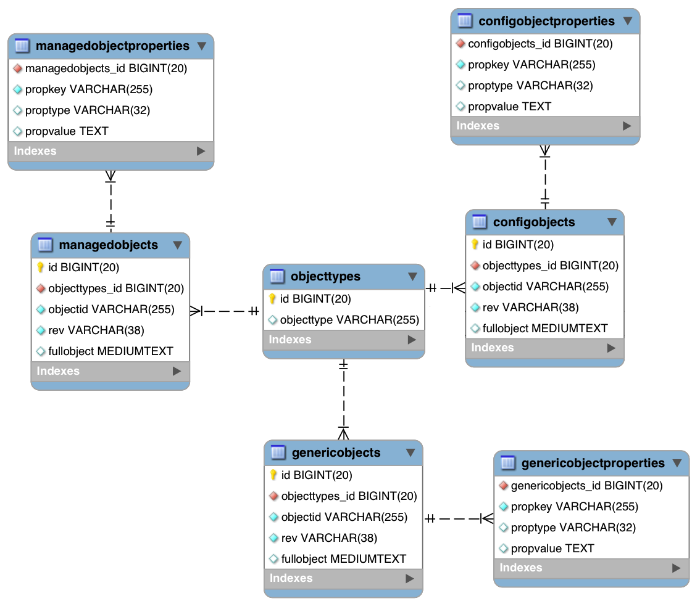 managedobjectproperties
managedobjects_id BIGINT(20)
propkey VARCHAR(255)
proptype VARCHAR(32)
propvalue TEXT
Indexes
configobjectproperties
configobjects_id BIGINT(20)
propkey VARCHAR(255)
proptype VARCHAR(32)
propvalue TEXT
Indexes
managedobjects
id BIGINT(20)
objecttypes_id BIGINT(20)
objectid VARCHAR(255)
rev VARCHAR(38)
fullobject MEDIUMTEXT
Indexes
objecttypes
id BIGINT(20)
objecttype VARCHAR(255)
Indexes
configobjects
id BIGINT(20)
objecttypes_id BIGINT(20)
objectid VARCHAR(255)
rev VARCHAR(38)
fullobject MEDIUMTEXT
Indexes
genericobjects
id BIGINT(20)
objecttypes_id BIGINT(20)
objectid VARCHAR(255)
rev VARCHAR(38)
fullobject MEDIUMTEXT
Indexes
genericobjectproperties
genericobjects_id BIGINT(20)
propkey VARCHAR(255)
proptype VARCHAR(32)
propvalue TEXT
Indexes